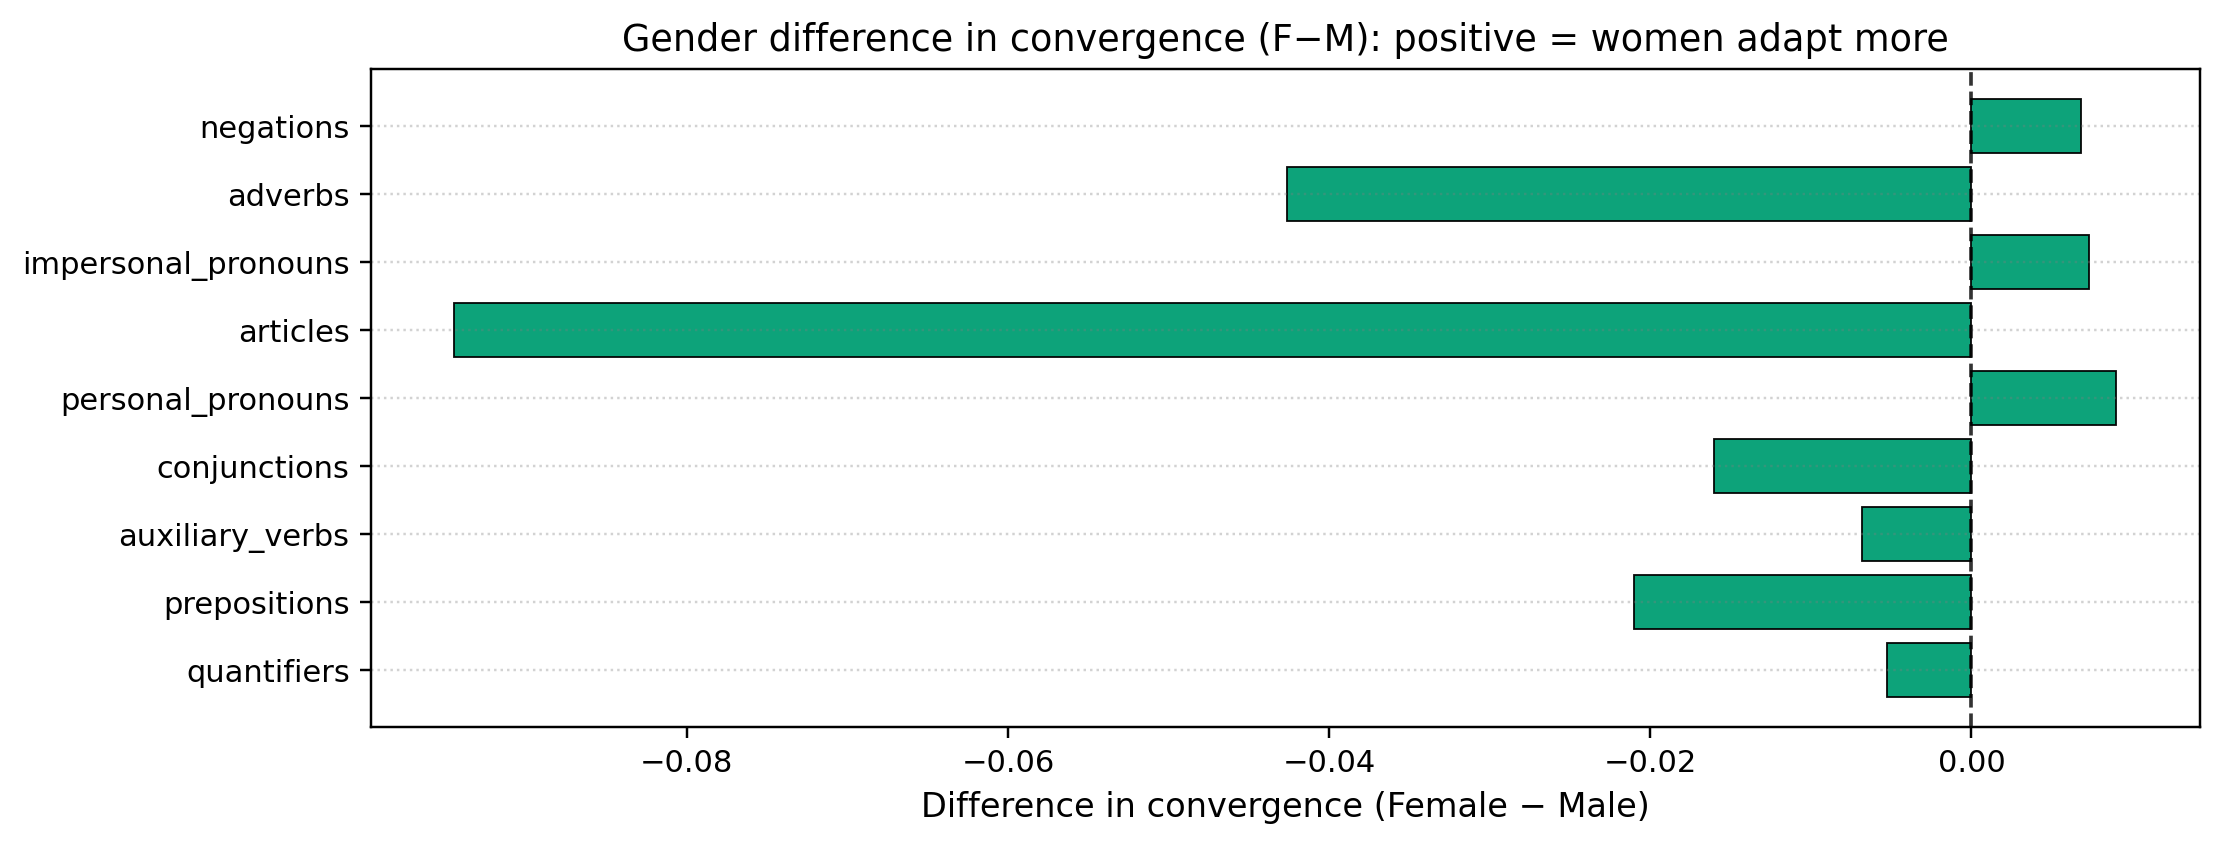 Gender difference in convergence (F−M): positive = women adapt more
negations
adverbs
impersonal_pronouns
articles
personal_pronouns
conjunctions
auxiliary_verbs
prepositions
quantifiers
−0.08 −0.06 −0.04 −0.02 0.00
Difference in convergence (Female − Male)